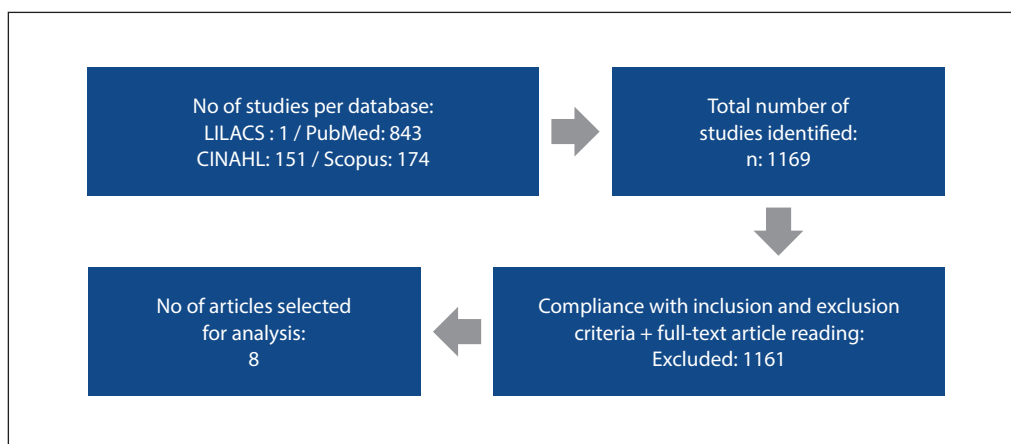 No of studies per database:
LILACS : 1 / PubMed: 843
CINAHL: 151 / Scopus: 174
Total number of
studies identified:
n: 1169
Compliance with inclusion and exclusion
criteria + full-text article reading:
Excluded: 1161
No of articles selected
for analysis:
8